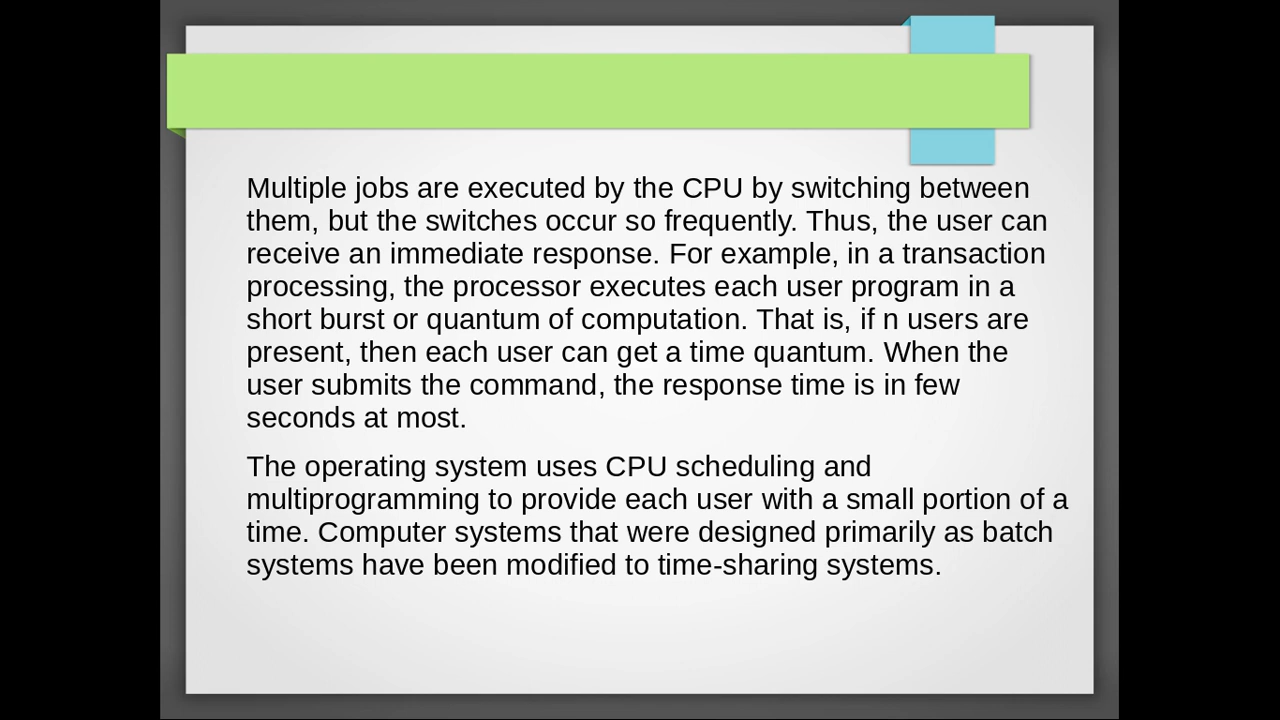 Multiple jobs are executed by the CPU by switching between
them, but the switches occur so frequently. Thus, the user can
receive an immediate response. For example, in a transaction
processing, the processor executes each user program in a
short burst or quantum of computation. That is, if n users are
present, then each user can get a time quantum. When the
user submits the command, the response time is in few
seconds at most.
The operating system uses CPU scheduling and
multiprogramming to provide each user with a small portion of a
time. Computer systems that were designed primarily as batch
systems have been modified to time-sharing systems.